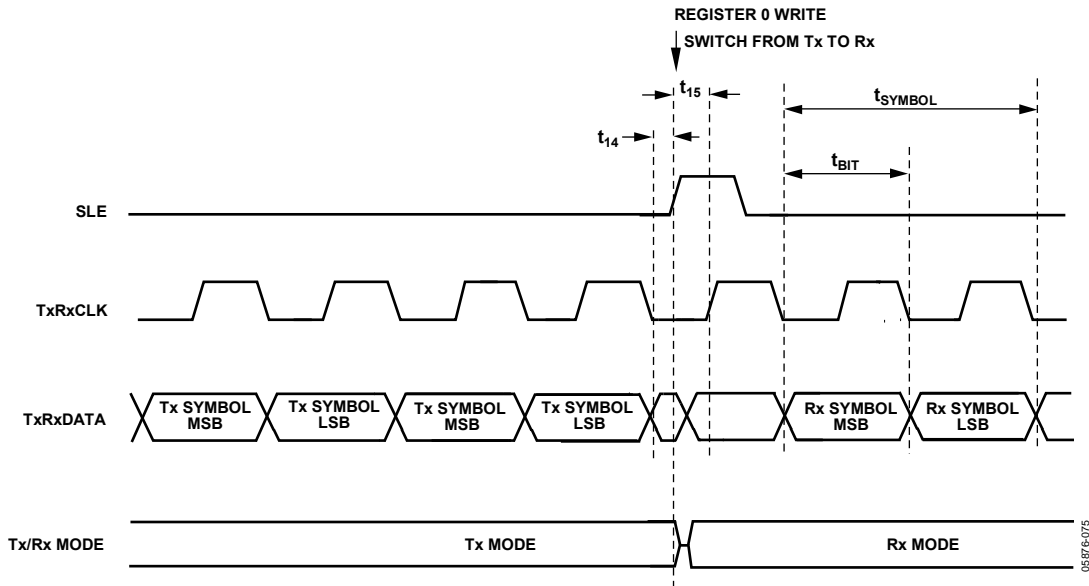 REGISTER 0 WRITE
SWITCH FROM Tx TO Rx
t15
tSYMBOL
t14
tBIT
SLE
TxRxCLK
TxRxDATA
Tx SYMBOL
MSB
Tx SYMBOL
LSB
Tx SYMBOL
MSB
Tx SYMBOL
LSB
Rx SYMBOL
MSB
Rx SYMBOL
LSB
Tx/Rx MODE
Tx MODE
Rx MODE
05876-075